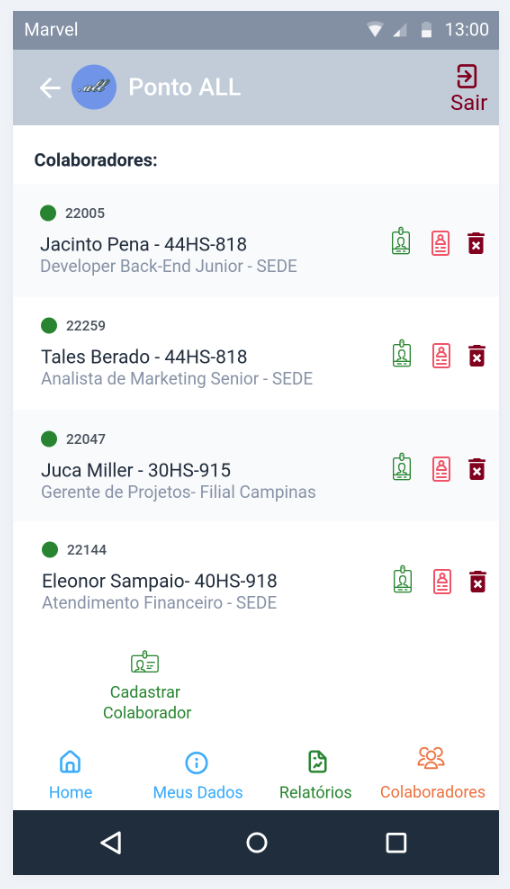 Marvel 13:00
.all Ponto ALL
Sair
Colaboradores:
22005
Jacinto Pena - 44HS-818
Developer Back-End Junior - SEDE
22259
Tales Berado - 44HS-818
Analista de Marketing Senior - SEDE
22047
Juca Miller - 30HS-915
Gerente de Projetos- Filial Campinas
22144
Eleonor Sampaio- 40HS-918
Atendimento Financeiro - SEDE
Cadastrar
Colaborador
Home Meus Dados Relatórios Colaboradores